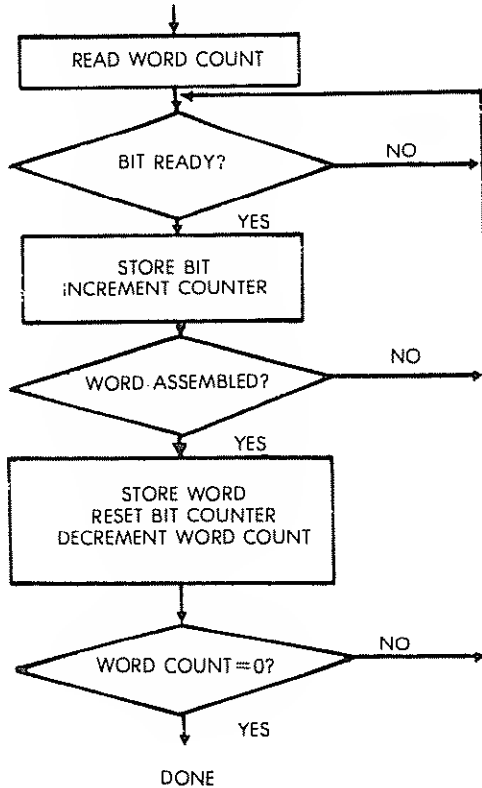 READ WORD COUNT
BIT READY?
NO
YES
STORE BIT
INCREMENT COUNTER
WORD ASSEMBLED?
NO
YES
STORE WORD
RESET BIT COUNTER
DECREMENT WORD COUNT
WORD COUNT=0?
NO
YES
DONE